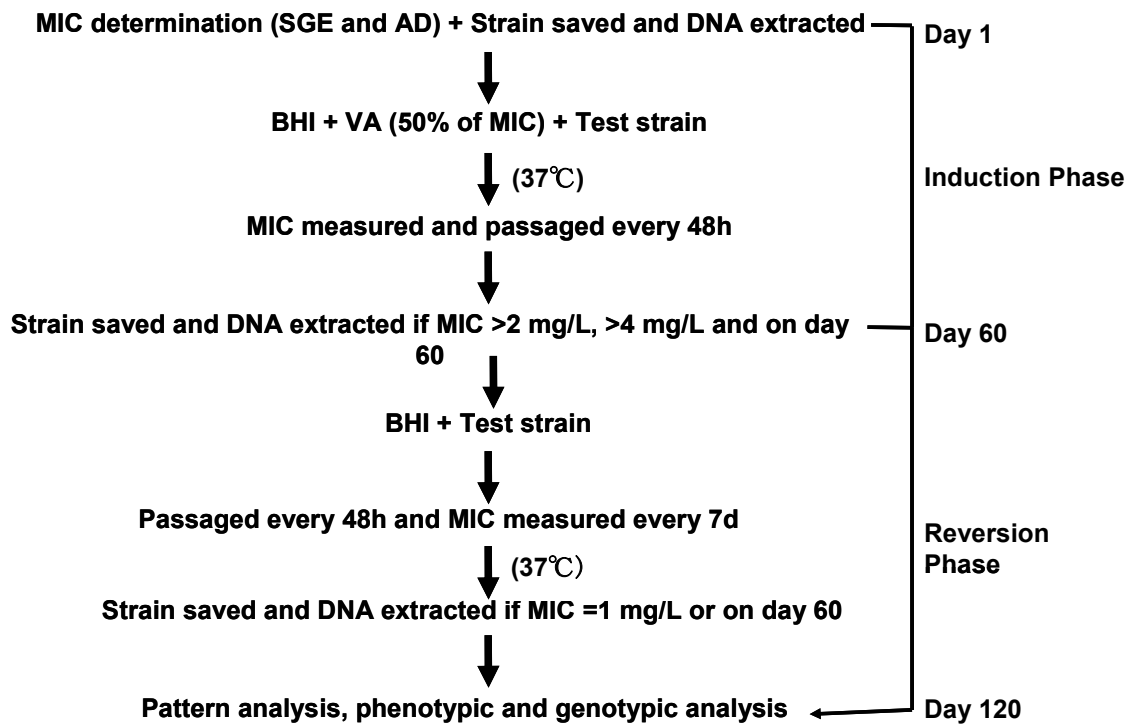 MIC determination (SGE and AD) + Strain saved and DNA extracted
Day 1
BHI + VA (50% of MIC) + Test strain
(37℃)
Induction Phase
MIC measured and passaged every 48h
Strain saved and DNA extracted if MIC >2 mg/L, >4 mg/L and on day
60
Day 60
BHI + Test strain
Passaged every 48h and MIC measured every 7d
Reversion
Phase
(37℃)
Strain saved and DNA extracted if MIC =1 mg/L or on day 60
Pattern analysis, phenotypic and genotypic analysis
Day 120